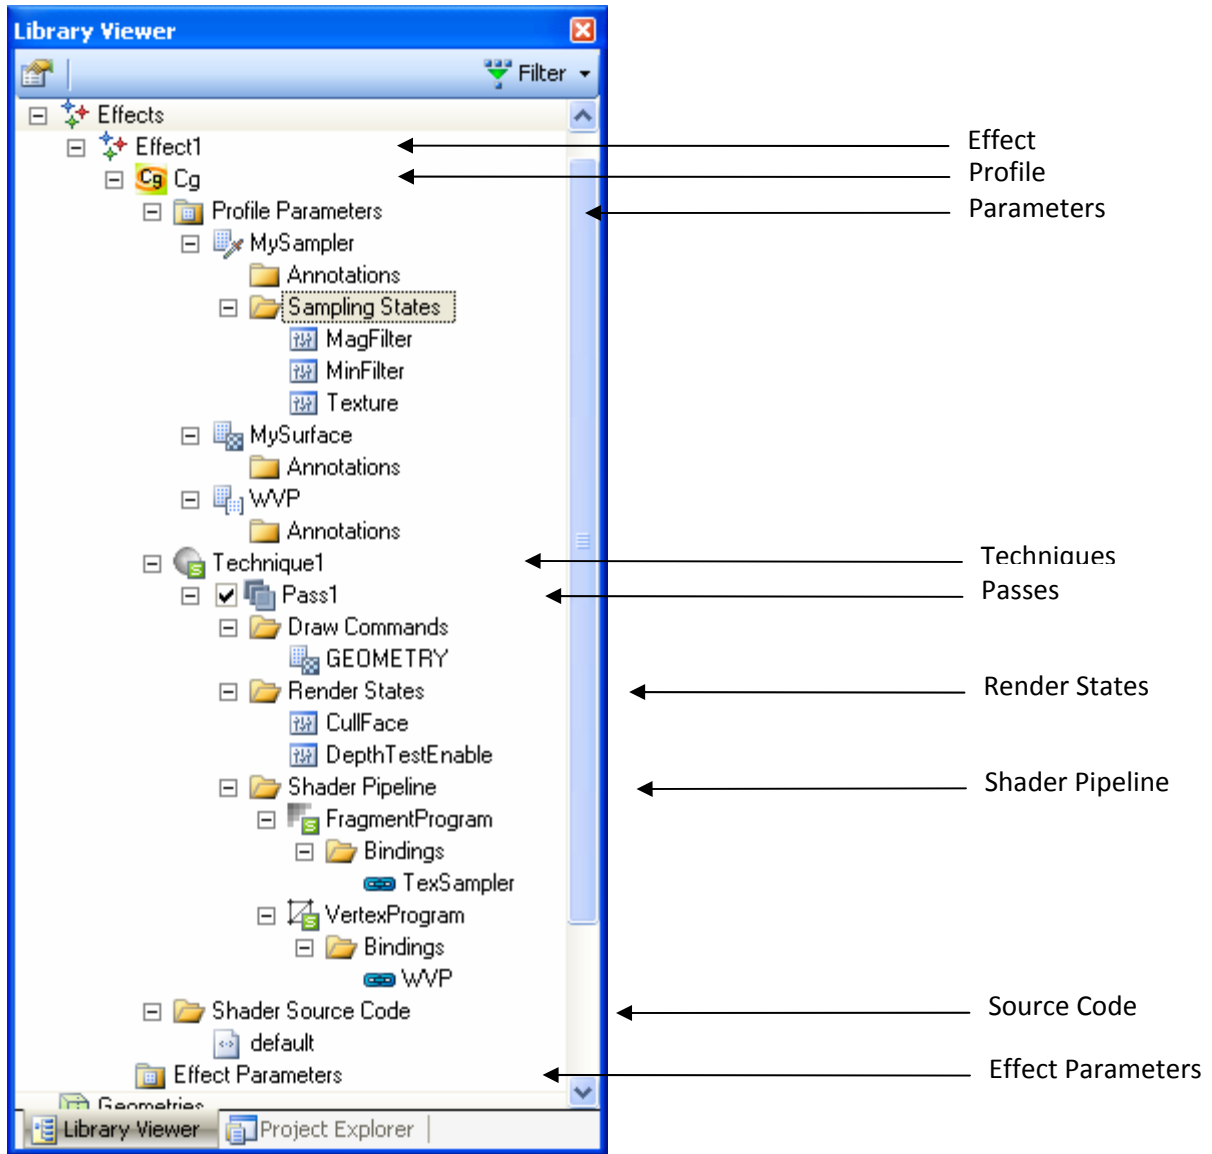 Library Viewer
Filter
Effects
Effect1
Effect
Cg Cg
Profile
Profile Parameters
Parameters
MySampler
Annotations
Sampling States
MagFilter
MinFilter
Texture
MySurface
Annotations
WVP
Annotations
Technique1
Techniques
Pass1
Passes
Draw Commands
GEOMETRY
Render States
Render States
CullFace
DepthTestEnable
Shader Pipeline
Shader Pipeline
FragmentProgram
Bindings
TexSampler
VertexProgram
Bindings
WVP
Shader Source Code
Source Code
default
Effect Parameters
Effect Parameters
Geometries
Library Viewer
Project Explorer